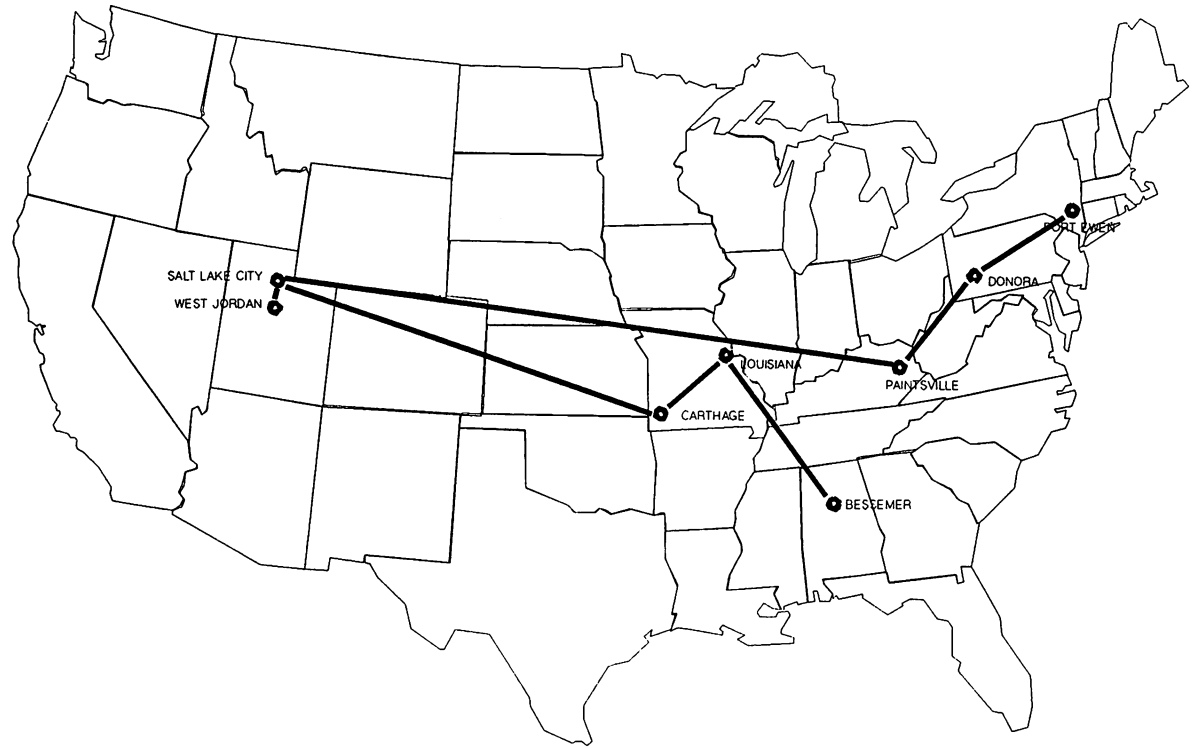 PORT EWEN
SALT LAKE CITY
DONORA
WEST JORDAN
LOUISIANA
PAINTSVILLE
CARTHAGE
BESSEMER